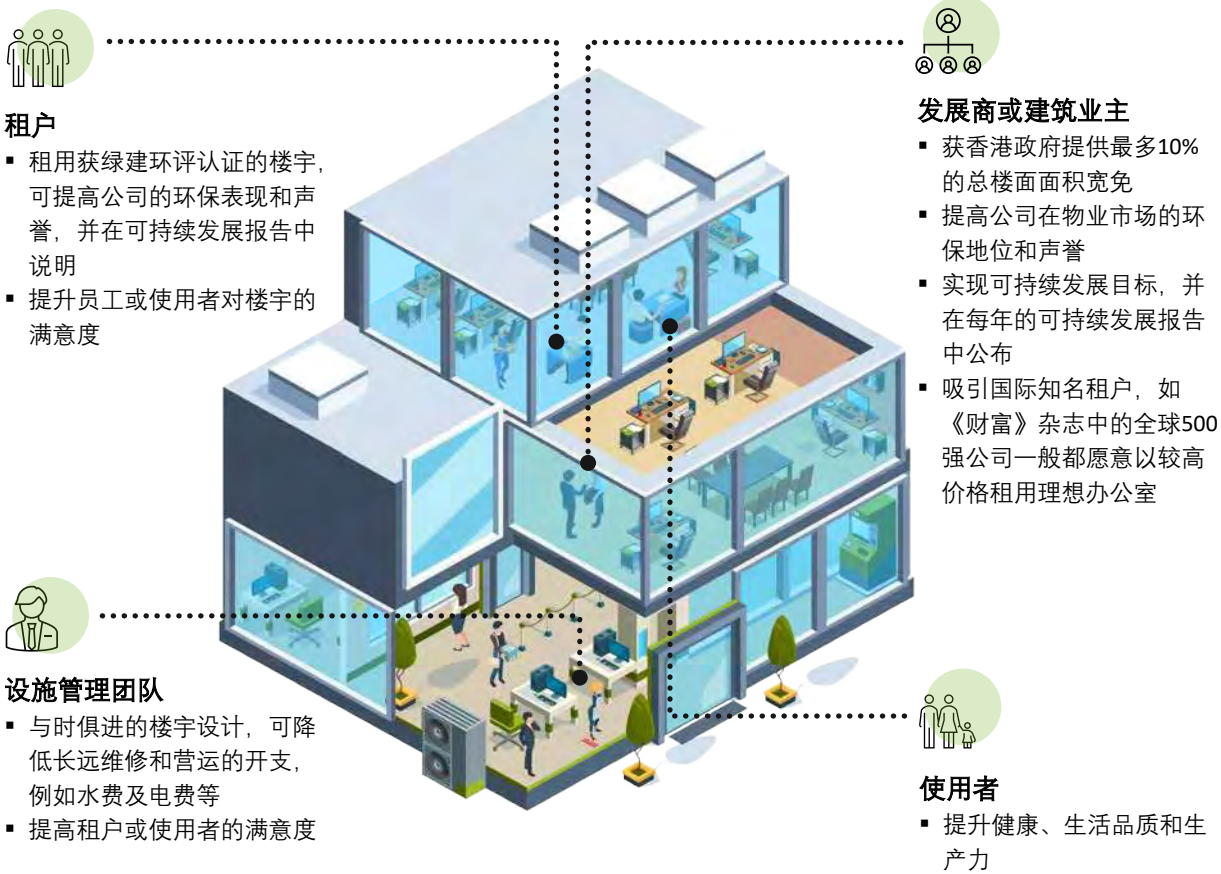 租户
▪ 租用获绿建环评认证的楼宇，
可提高公司的环保表现和声
誉，并在可持续发展报告中
说明
▪ 提升员工或使用者对楼宇的
满意度
发展商或建筑业主
▪ 获香港政府提供最多10%
的总楼面面积宽免
▪ 提高公司在物业市场的环
保地位和声誉
▪ 实现可持续发展目标，并
在每年的可持续发展报告
中公布
▪ 吸引国际知名租户，如
《财富》杂志中的全球500
强公司一般都愿意以较高
价格租用理想办公室
设施管理团队
▪ 与时俱进的楼宇设计，可降
低长远维修和营运的开支，
例如水费及电费等
▪ 提高租户或使用者的满意度
使用者
▪ 提升健康、生活品质和生
产力